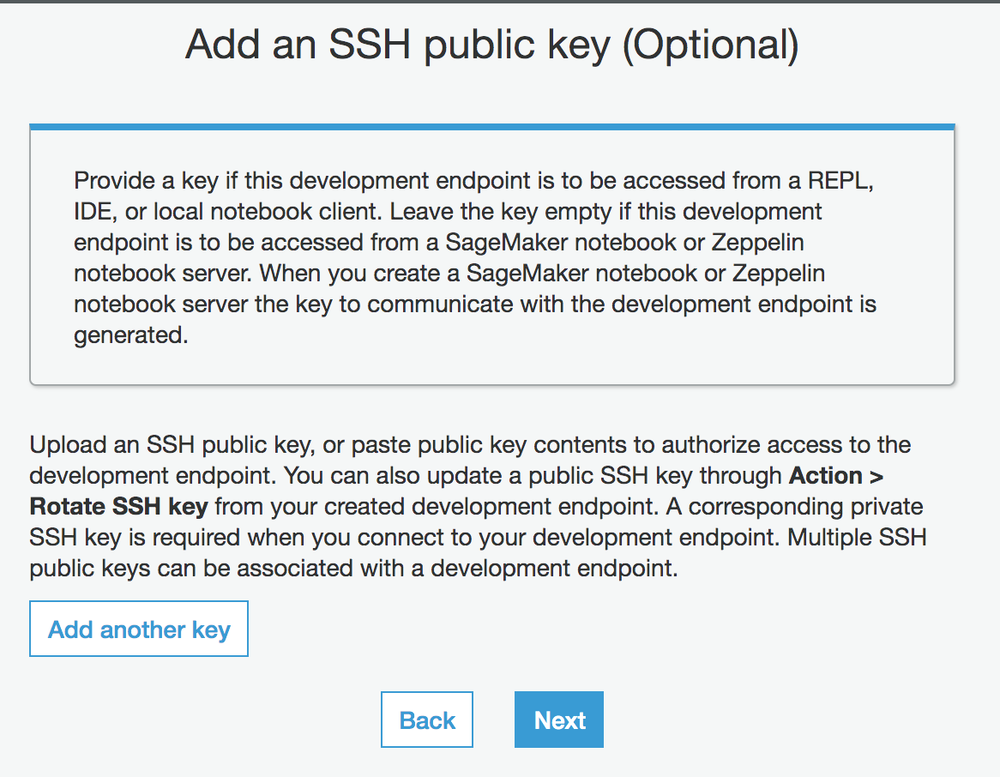 Add an SSH public key (Optional)
Provide a key if this development endpoint is to be accessed from a REPL,
IDE, or local notebook client. Leave the key empty if this development
endpoint is to be accessed from a SageMaker notebook or Zeppelin
notebook server. When you create a SageMaker notebook or Zeppelin
notebook server the key to communicate with the development endpoint is
generated.
Upload an SSH public key, or paste public key contents to authorize access to the
development endpoint. You can also update a public SSH key through Action >
Rotate SSH key from your created development endpoint. A corresponding private
SSH key is required when you connect to your development endpoint. Multiple SSH
public keys can be associated with a development endpoint.
Add another key
Back
Next